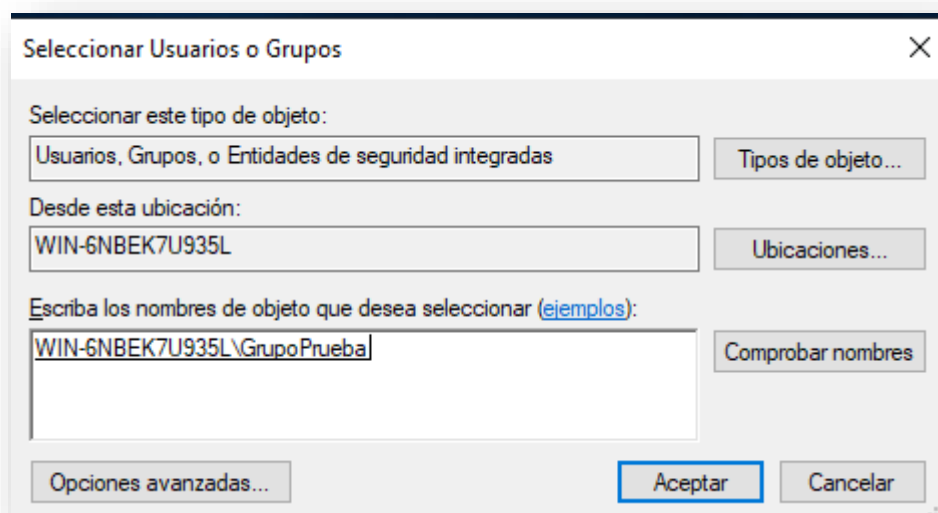 Seleccionar Usuarios o Grupos
Seleccionar este tipo de objeto:
Usuarios, Grupos, o Entidades de seguridad integradas
Tipos de objeto...
Desde esta ubicación:
WIN-6NBEK7U935L
Ubicaciones...
Escriba los nombres de objeto que desea seleccionar (ejemplos):
WIN-6NBEK7U935L\GrupoPrueba
Comprobar nombres
Opciones avanzadas...
Aceptar
Cancelar